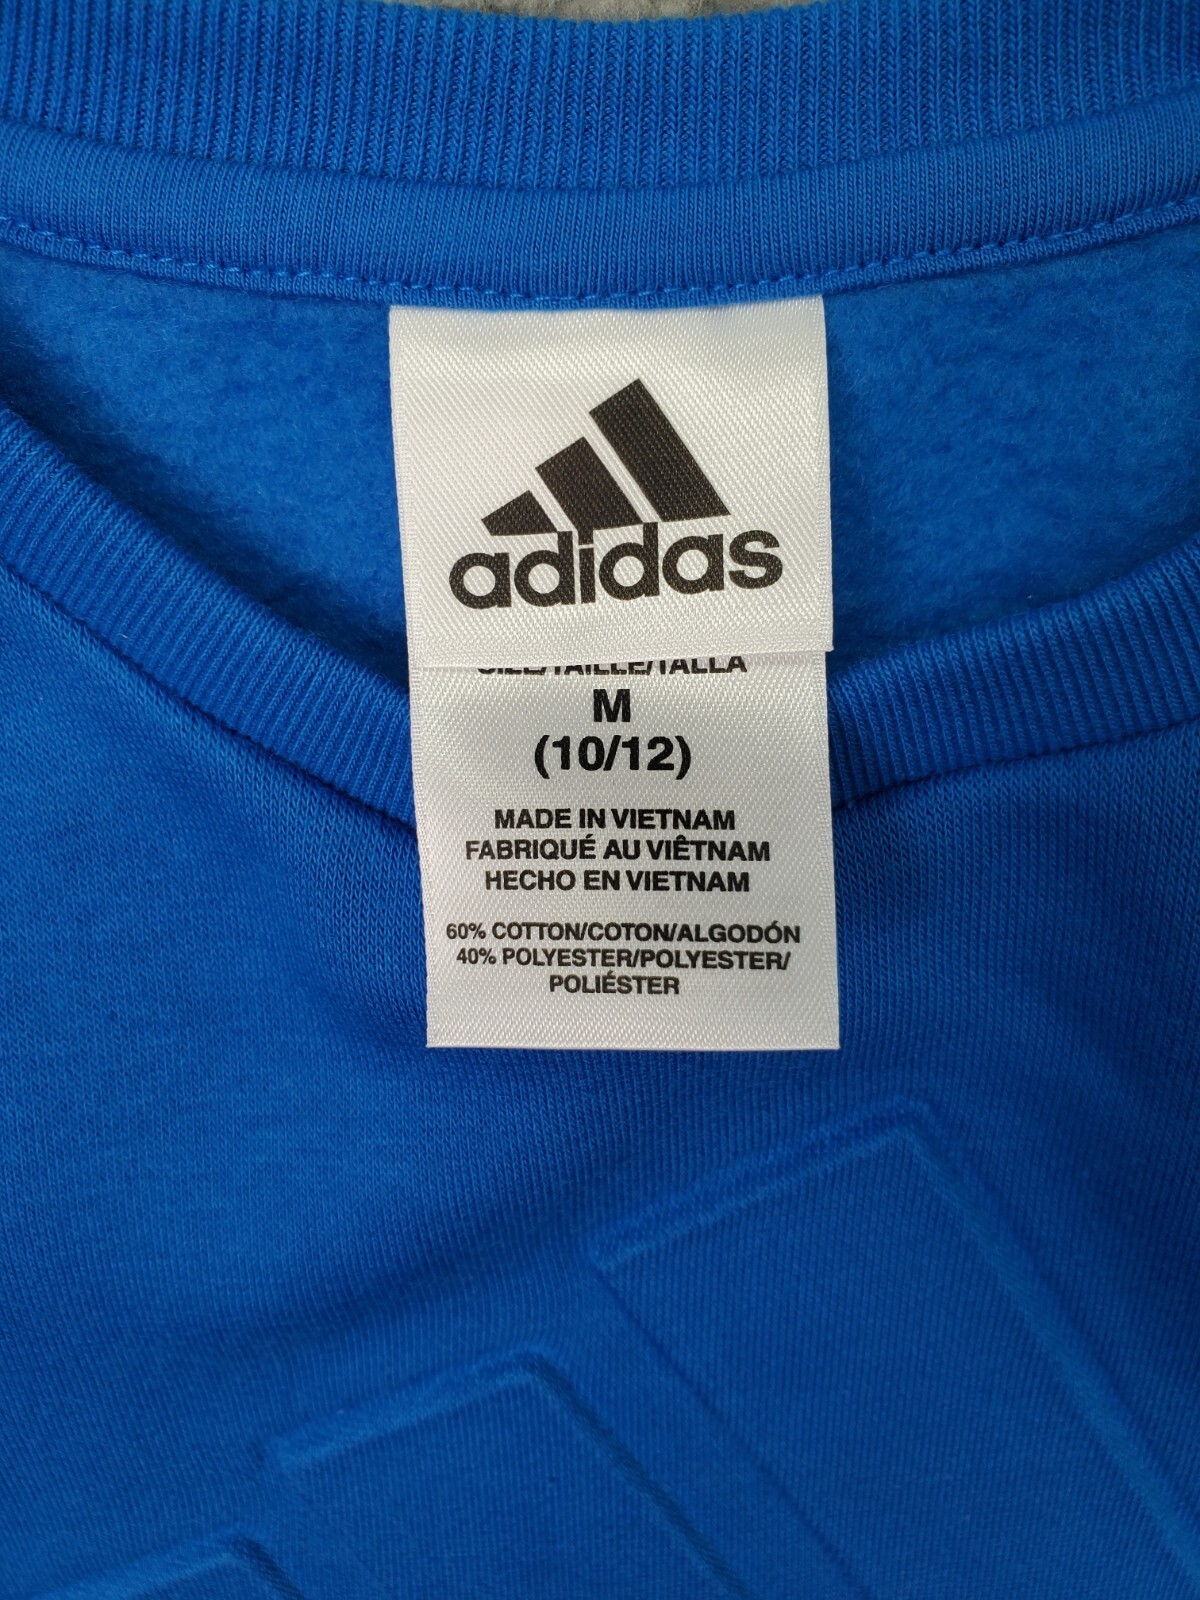 adidas
SIZE/TAILLE/TALLA
M
(10/12)
MADE IN VIETNAM
FABRIQUÉ AU VIÊTNAM
HECHO EN VIETNAM
60% COTTON/COTON/ALGODÓN
40% POLYESTER/POLYESTER/
POLIÉSTER